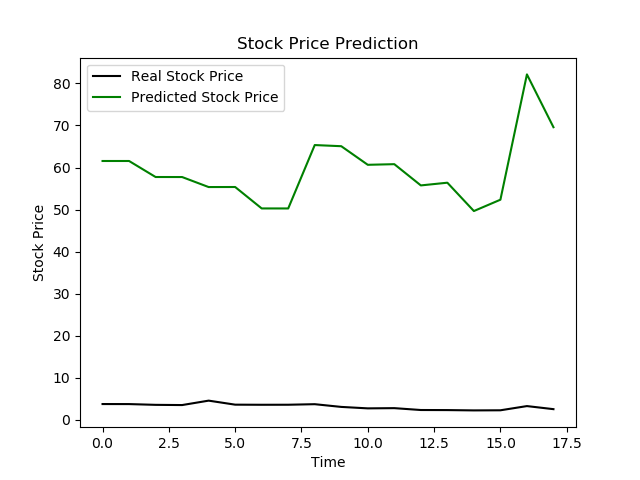 Stock Price Prediction
Real Stock Price
Predicted Stock Price
80
70
60
50
40
30
20
10
0
Stock Price
0.0 2.5 5.0 7.5 10.0 12.5 15.0 17.5
Time